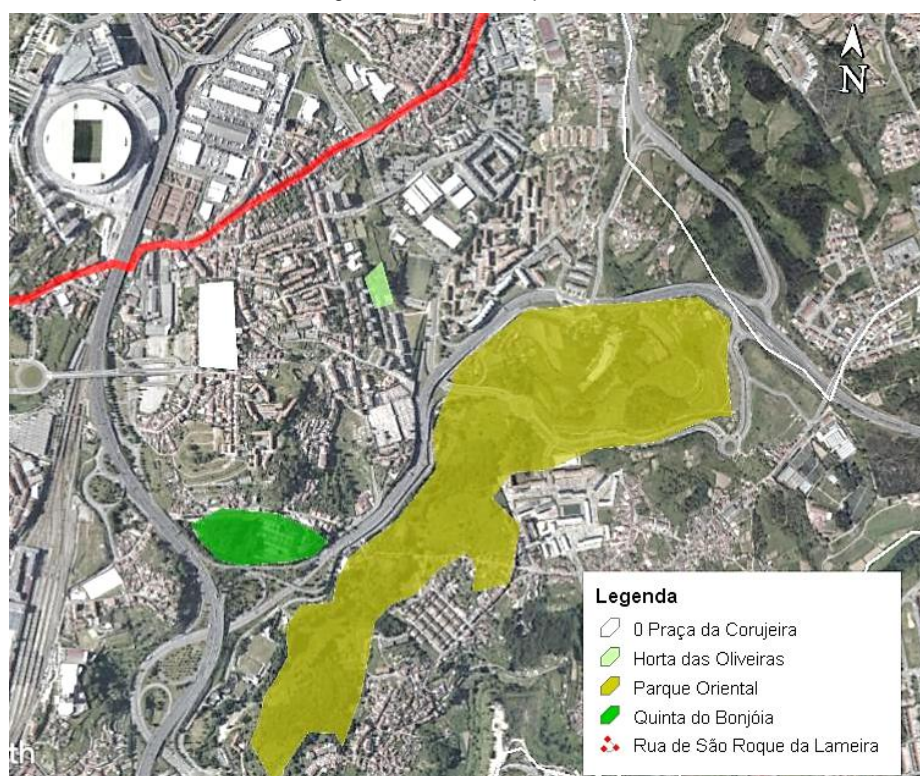 N
Legenda
0 Praça da Corujeira
Horta das Oliveiras
Parque Oriental
Quinta do Bonjóia
Rua de São Roque da Lameira
th